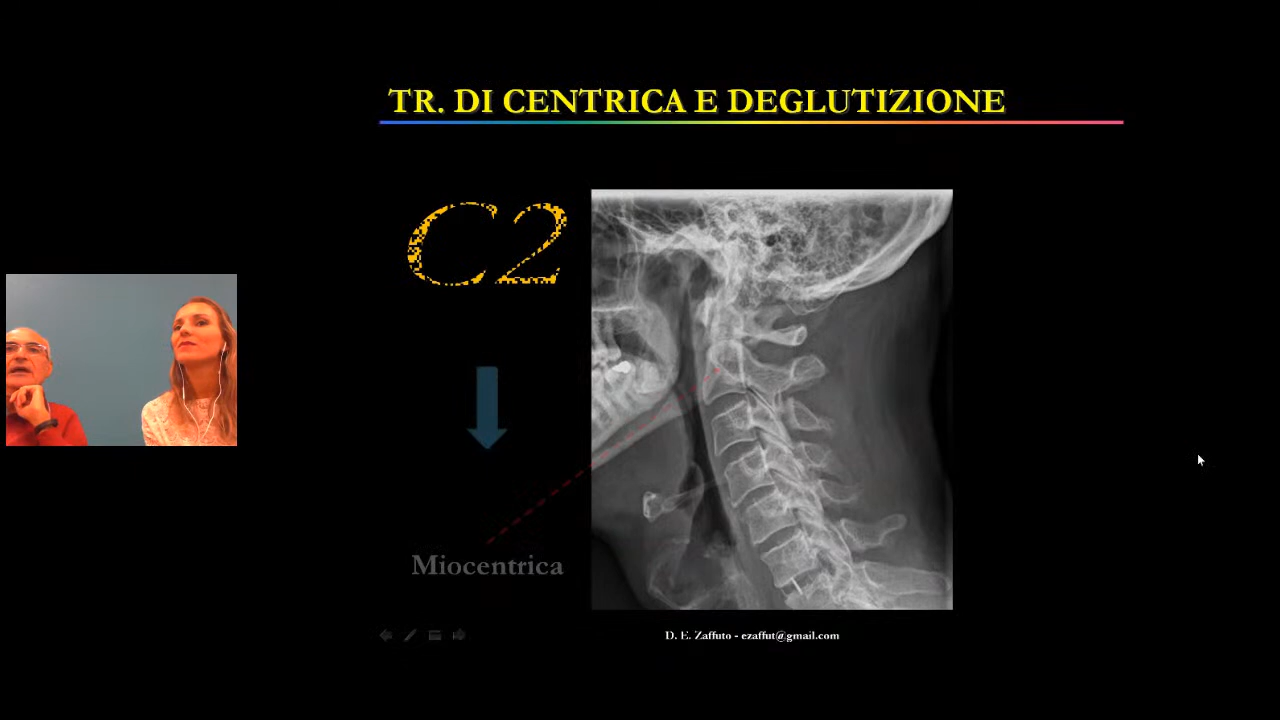 TR. DI CENTRICA E DEGLUTIZIONE
C2
Miocentrica
D. E. Zaffuto - ezaffut@gmail.com